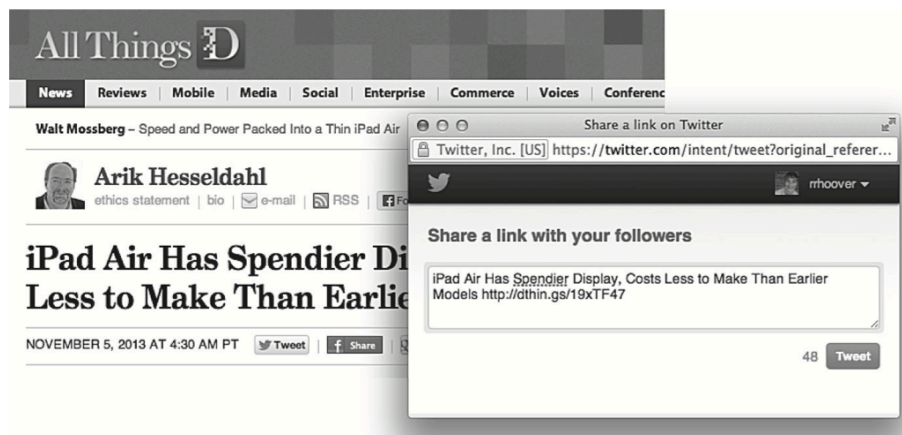 All Things D
News | Reviews | Mobile | Media | Social | Enterprise | Commerce | Voices | Conferenc
Walt Mossberg – Speed and Power Packed Into a Thin iPad Air
Arik Hesseldahl
ethics statement | bio | e-mail | RSS | Fo
iPad Air Has Spendier Di
Less to Make Than Earlie
NOVEMBER 5, 2013 AT 4:30 AM PT Tweet | Share |
Share a link on Twitter
Twitter, Inc. [US] https://twitter.com/intent/tweet?original_referer...
rrhoover
Share a link with your followers
iPad Air Has Spendier Display, Costs Less to Make Than Earlier
Models http://dthin.gs/19xTF47
48 Tweet